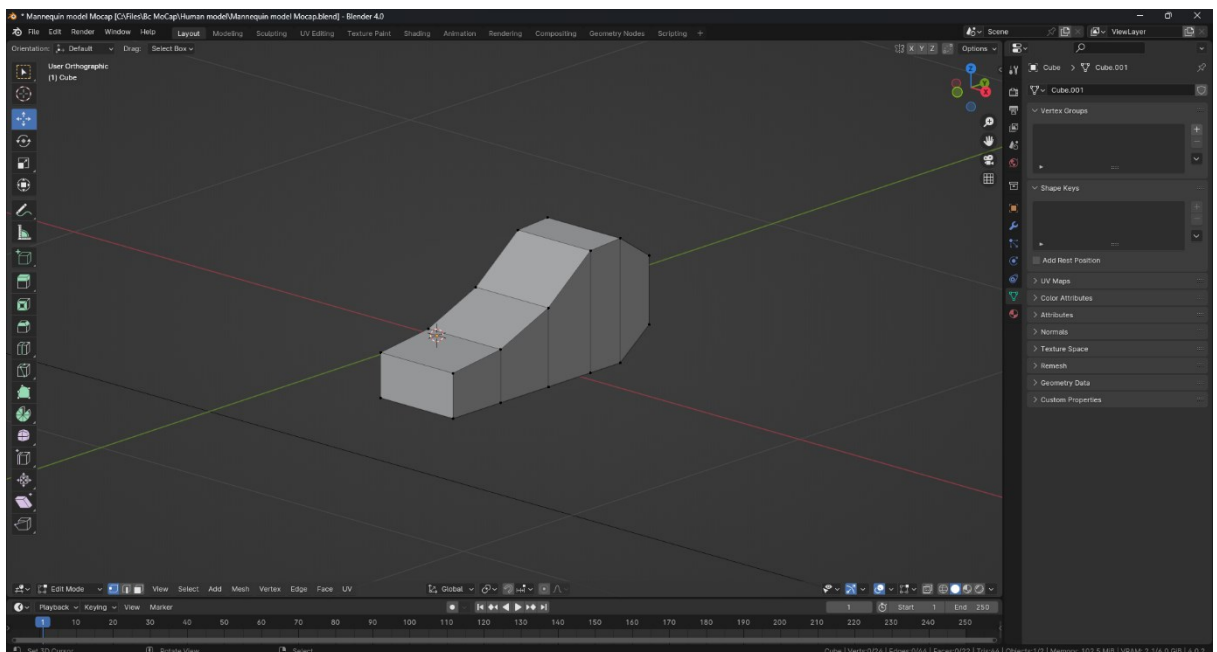 * Mannequin model Mocap [C:\Files\Bc MoCap\Human model\Mannequin model Mocap.blend] - Blender 4.0
File Edit Render Window Help Layout Modeling Sculpting UV Editing Texture Paint Shading Animation Rendering Compositing Geometry Nodes Scripting + Scene ViewLayer
Orientation: Default Drag: Select Box X Y Z Options
User Orthographic
(1) Cube
Cube > Cube.001
Cube.001
Vertex Groups
Shape Keys
Add Rest Position
UV Maps
Color Attributes
Attributes
Normals
Texture Space
Remesh
Geometry Data
Custom Properties
Edit Mode View Select Add Mesh Vertex Edge Face UV Global
Playback Keying View Marker 1 Start 1 End 250
1 10 20 30 40 50 60 70 80 90 100 110 120 130 140 150 160 170 180 190 200 210 220 230 240 250
Set 3D Cursor Rotate View Select